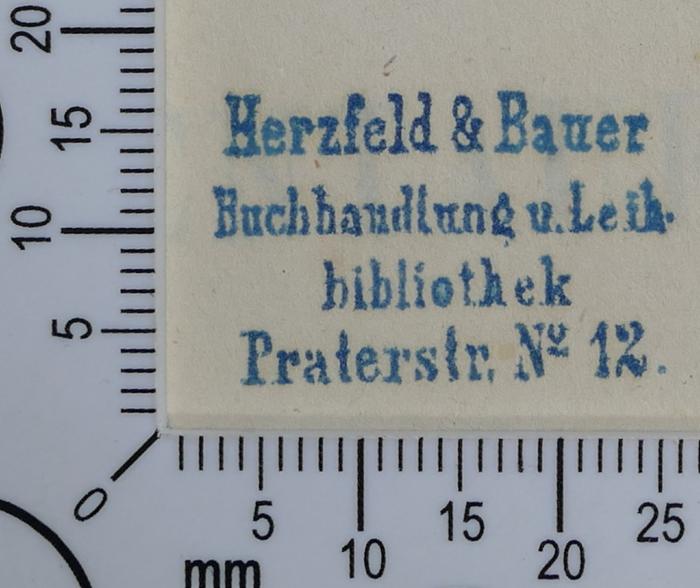 Herzfeld & Bauer
Buchhandlung u. Leih-
bibliothek
Praterstr. Nº 12.
20
15
10
5
0
5
10
15
20
25
mm